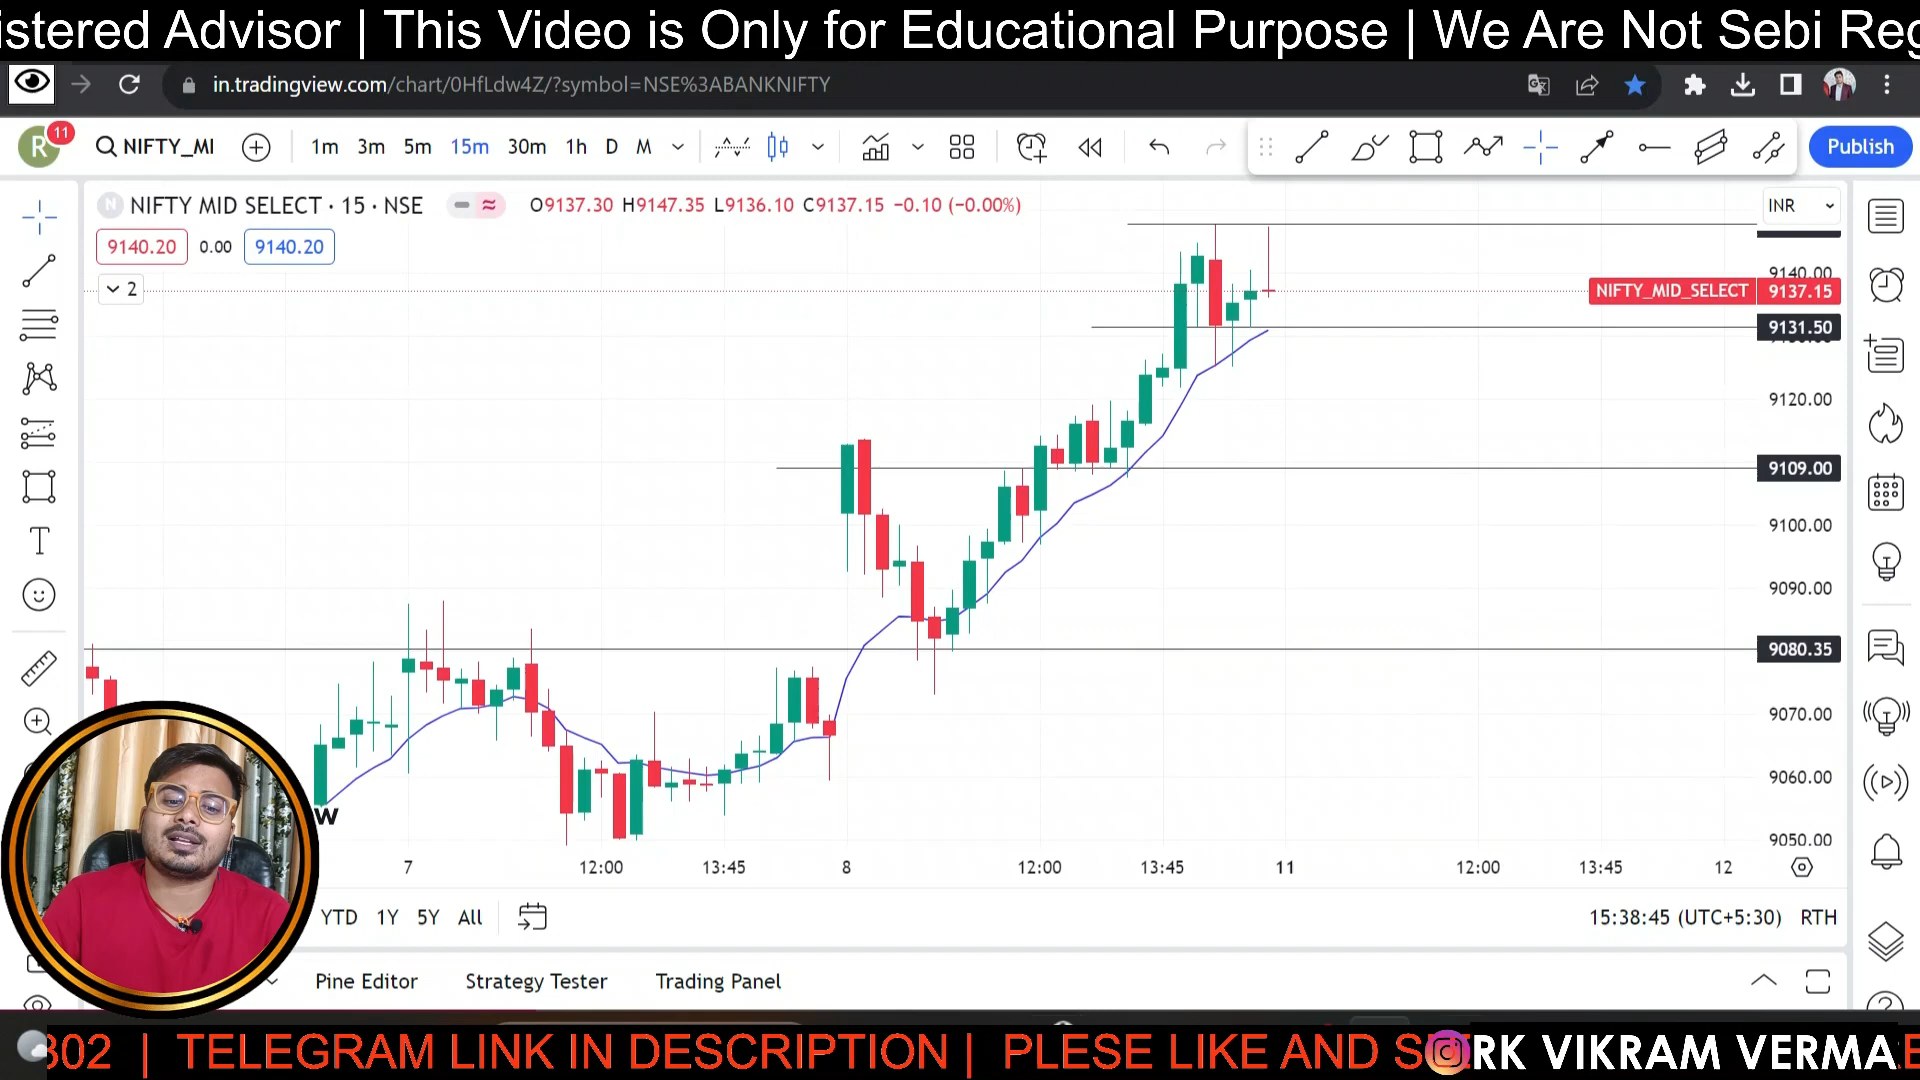 istered Advisor | This Video is Only for Educational Purpose | We Are Not Sebi Reg
in.tradingview.com/chart/0HfLdw4Z/?symbol=NSE%3ABANKNIFTY
R 11 NIFTY_MI 1m 3m 5m 15m 30m 1h D M Publish
N NIFTY MID SELECT · 15 · NSE O9137.30 H9147.35 L9136.10 C9137.15 −0.10 (−0.00%) INR
9140.20 0.00 9140.20
2
9140.00
NIFTY_MID_SELECT 9137.15
9131.50
9120.00
9109.00
9100.00
9090.00
9080.35
9070.00
9060.00
W
9050.00
7 12:00 13:45 8 12:00 13:45 11 12:00 13:45 12
YTD 1Y 5Y All 15:38:45 (UTC+5:30) RTH
Pine Editor Strategy Tester Trading Panel
302 | TELEGRAM LINK IN DESCRIPTION | PLESE LIKE AND S RK VIKRAM VERMA